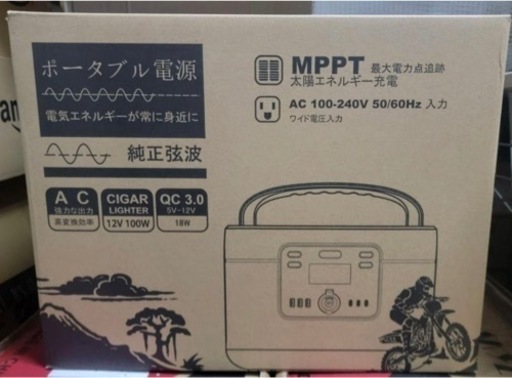 ポータブル電源
電気エネルギーが常に身近に
純正弦波
MPPT 最大電力点追跡
太陽エネルギー充電
AC 100-240V 50/60Hz 入力
ワイド電圧入力
AC
強力な出力
高変換効率
CIGAR
LIGHTER
12V 100W
QC 3.0
5V-12V
18W